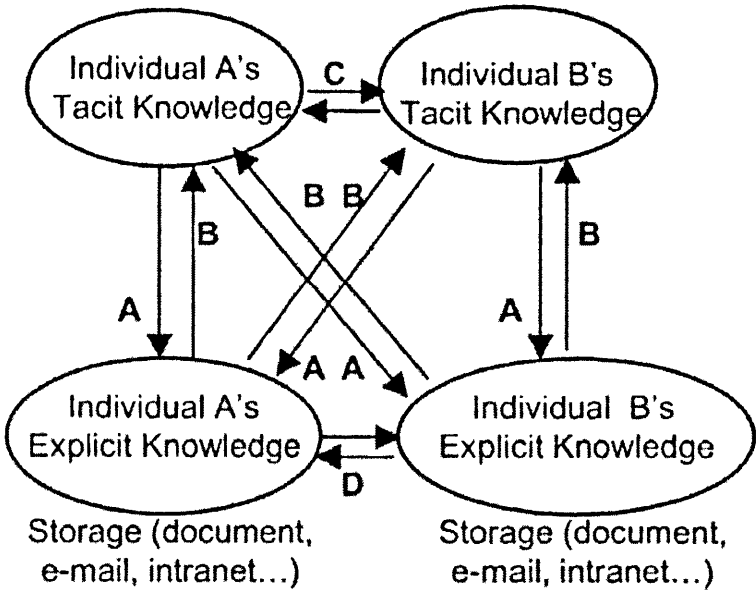 Individual A's
Tacit Knowledge
C
Individual B's
Tacit Knowledge
B B
B
B
A
A
A A
Individual A's
Explicit Knowledge
D
Individual B's
Explicit Knowledge
Storage (document,
e-mail, intranet...)
Storage (document,
e-mail, intranet...)